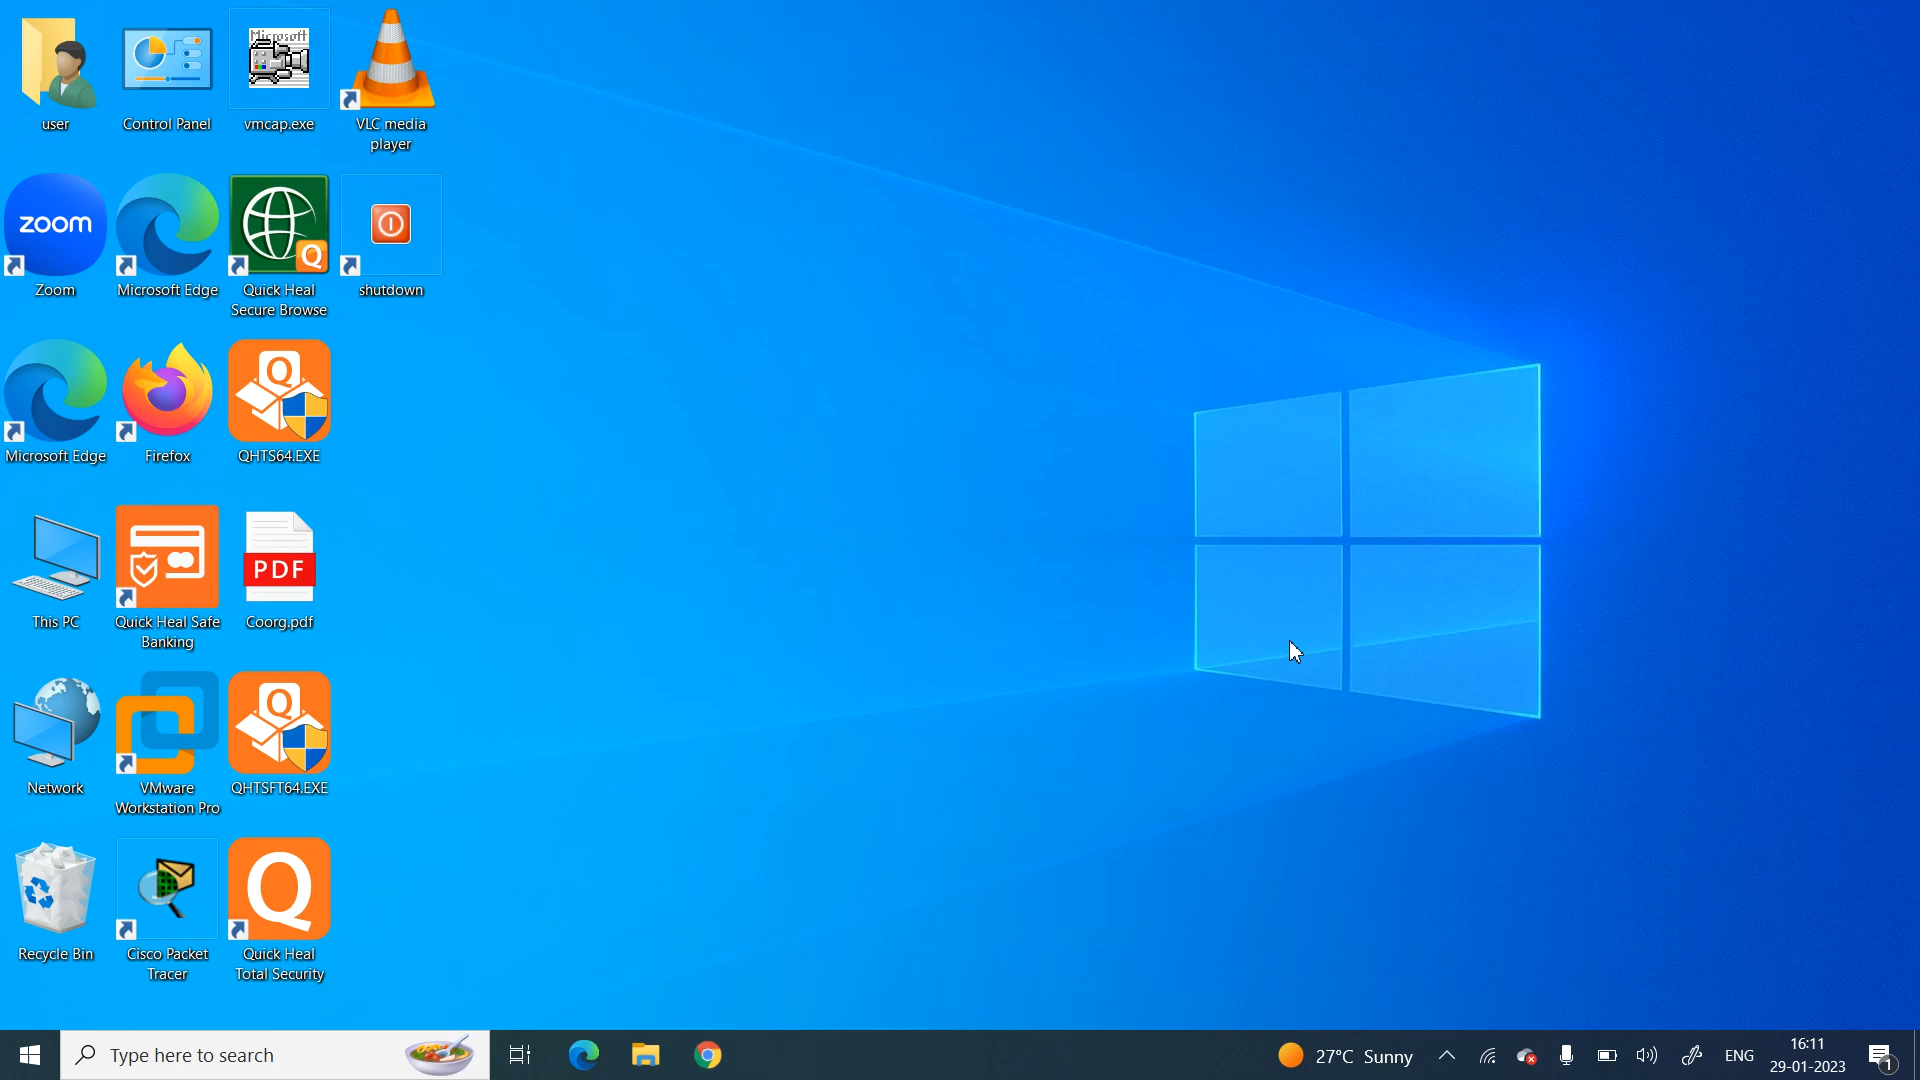 user
Control Panel
Microsoft
vmcap.exe
VLC media
player
zoom
Zoom
Microsoft Edge
Q
Quick Heal
Secure Browse
shutdown
Microsoft Edge
Firefox
Q
QHTS64.EXE
This PC
Quick Heal Safe
Banking
PDF
Coorg.pdf
Network
VMware
Workstation Pro
Q
QHTSFT64.EXE
Recycle Bin
Cisco Packet
Tracer
Q
Quick Heal
Total Security
Type here to search
27°C Sunny
ENG
16:11
29-01-2023
1